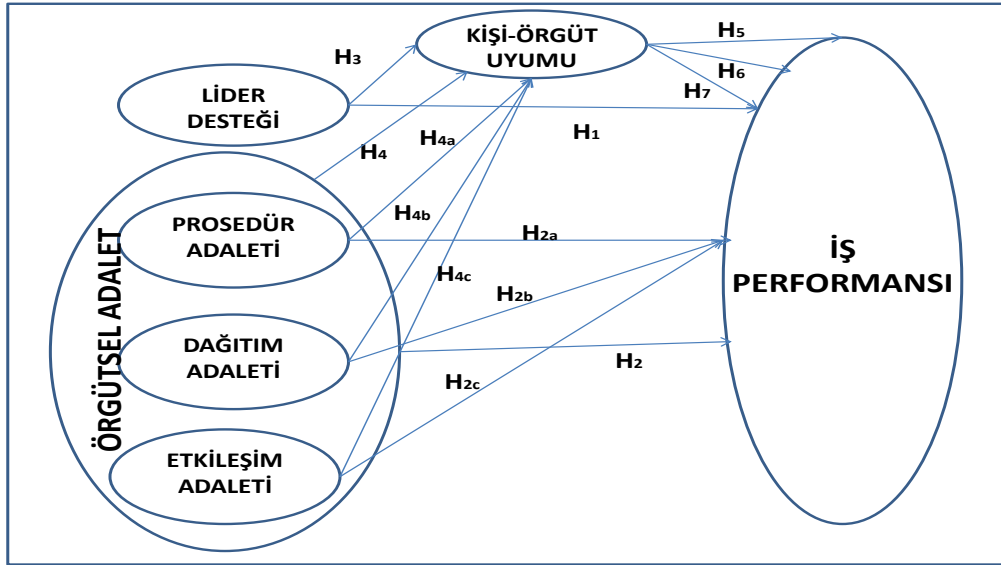 KİŞİ-ÖRGÜT
UYUMU
H5
H6
H7
H3
LİDER
DESTEĞİ
H1
H4
H4a
H4b
H4c
ÖRGÜTSEL ADALET
PROSEDÜR
ADALETİ
H2a
H2b
DAĞITIM
ADALETİ
H2
H2c
ETKİLEŞİM
ADALETİ
İŞ
PERFORMANSI